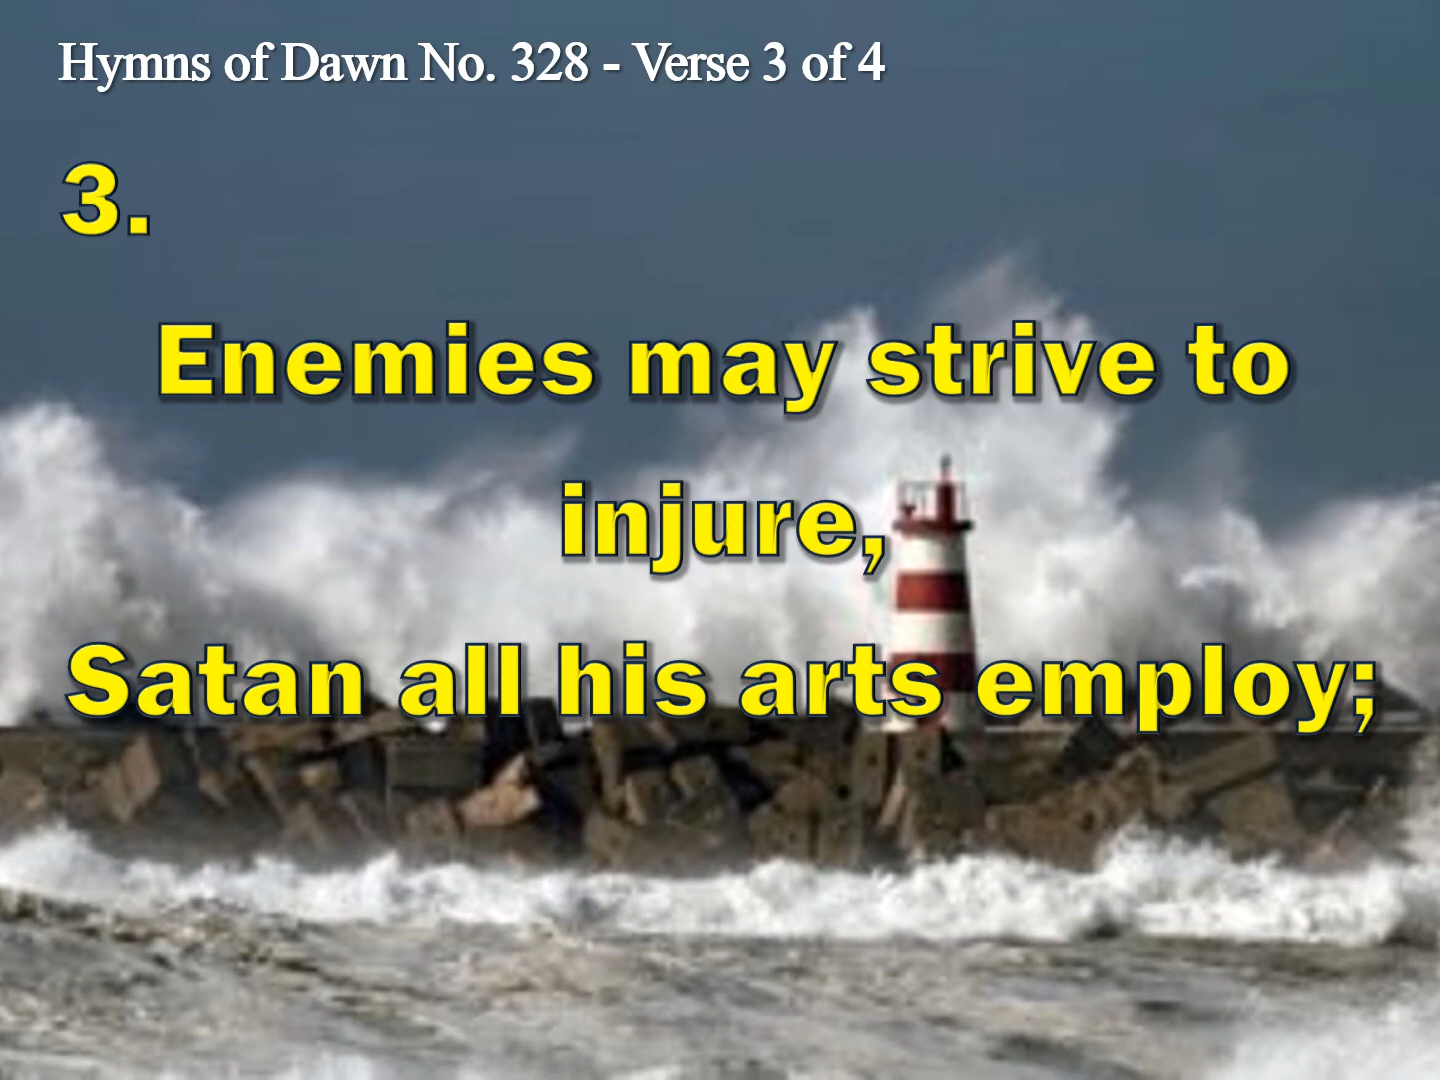 Hymns of Dawn No. 328 - Verse 3 of 4
3.
Enemies may strive to
injure,
Satan all his arts employ;